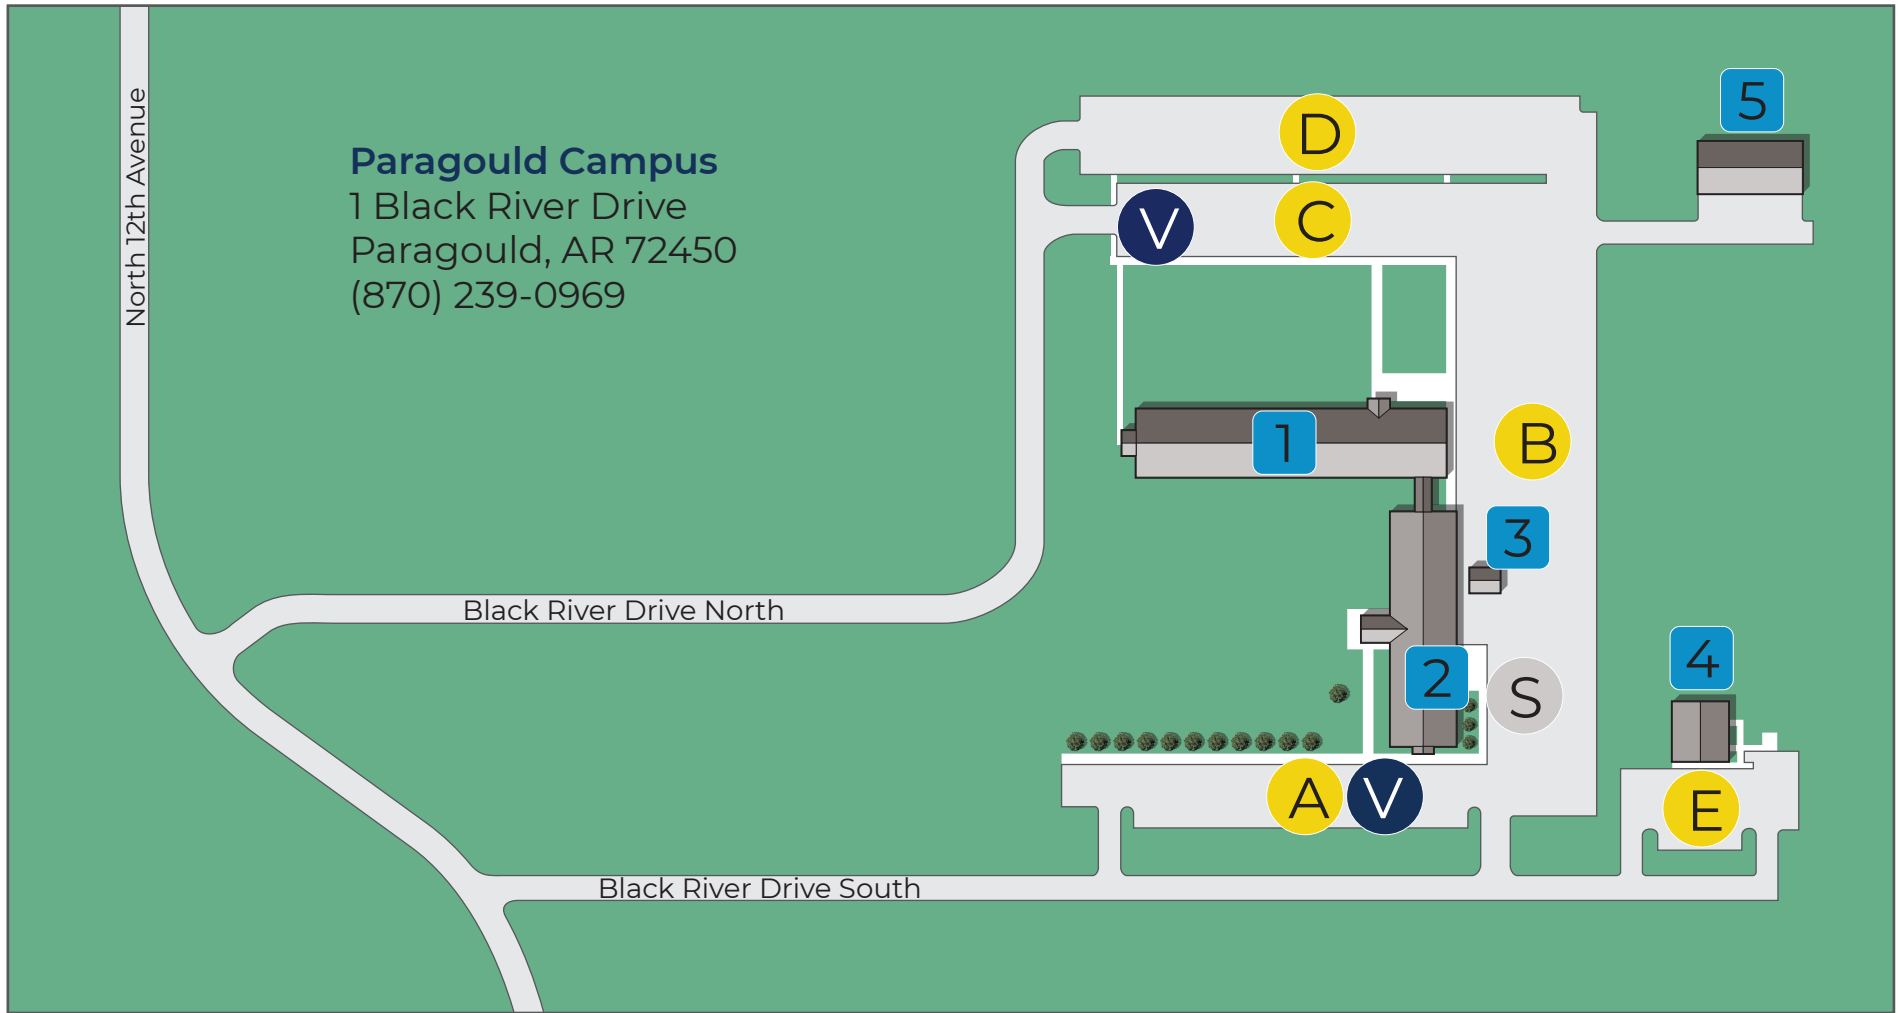 North 12th Avenue
Paragould Campus
1 Black River Drive
Paragould, AR 72450
(870) 239-0969
5
D
V
C
1
B
3
Black River Drive North
4
2
S
A
V
E
Black River Drive South